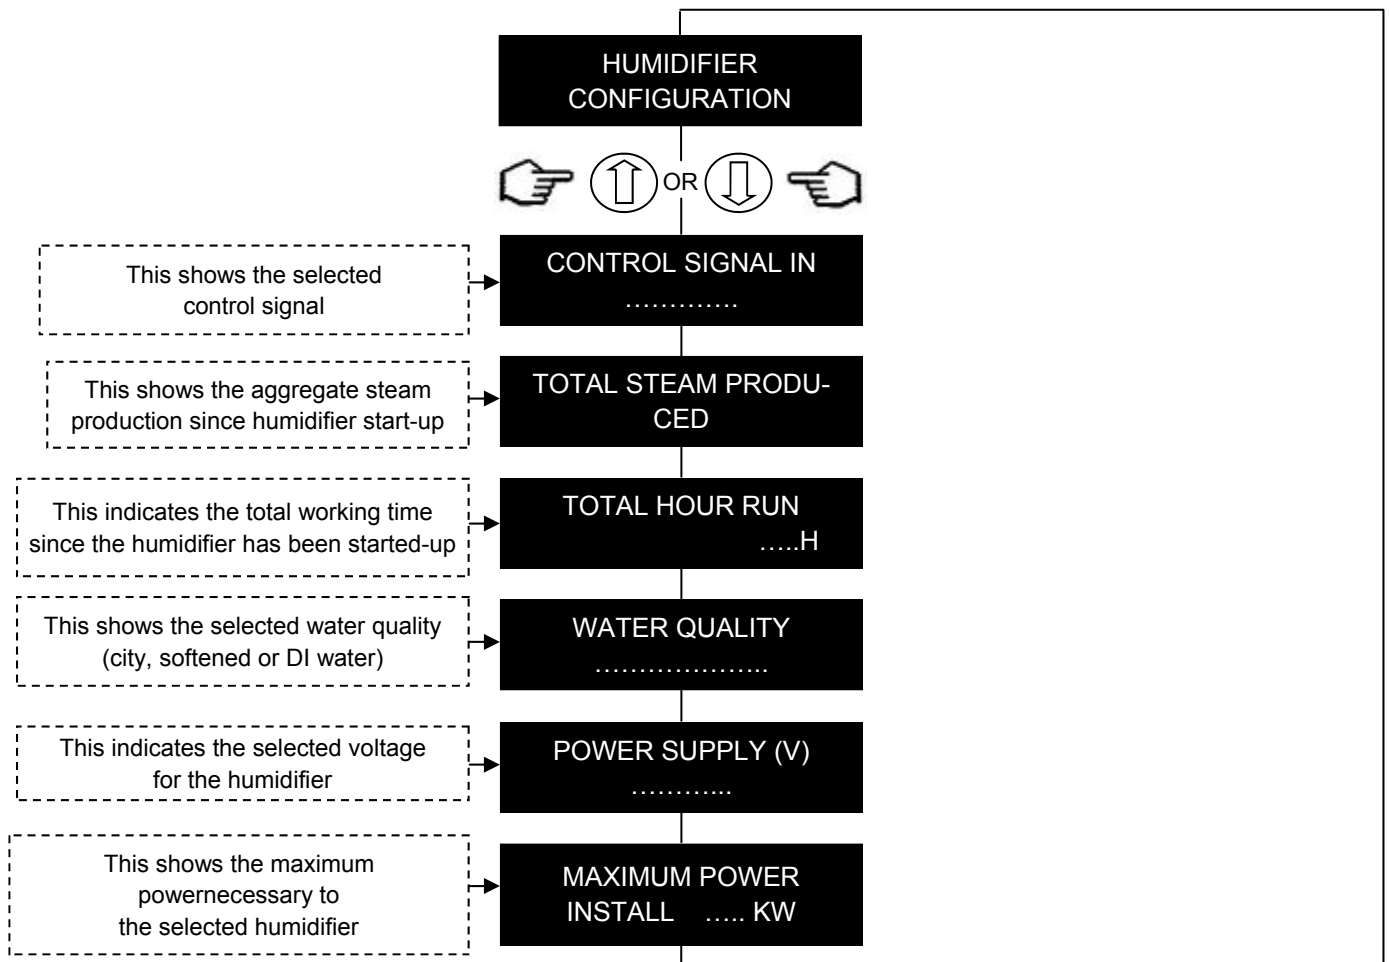 HUMIDIFIER
CONFIGURATION
OR
This shows the selected
control signal
CONTROL SIGNAL IN
………….
This shows the aggregate steam
production since humidifier start-up
TOTAL STEAM PRODU-
CED
This indicates the total working time
since the humidifier has been started-up
TOTAL HOUR RUN
…..H
This shows the selected water quality
(city, softened or DI water)
WATER QUALITY
………………..
This indicates the selected voltage
for the humidifier
POWER SUPPLY (V)
………...
This shows the maximum
powernecessary to
the selected humidifier
MAXIMUM POWER
INSTALL ….. KW